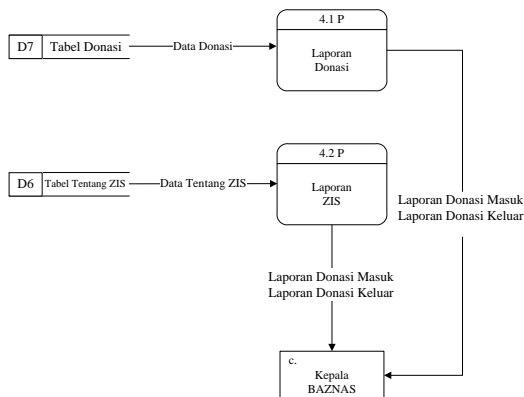 4.1 P
D7 Tabel Donasi
Data Donasi
Laporan
Donasi
4.2 P
D6 Tabel Tentang ZIS
Data Tentang ZIS
Laporan
ZIS
Laporan Donasi Masuk
Laporan Donasi Keluar
Laporan Donasi Masuk
Laporan Donasi Keluar
c.
Kepala
BAZNAS